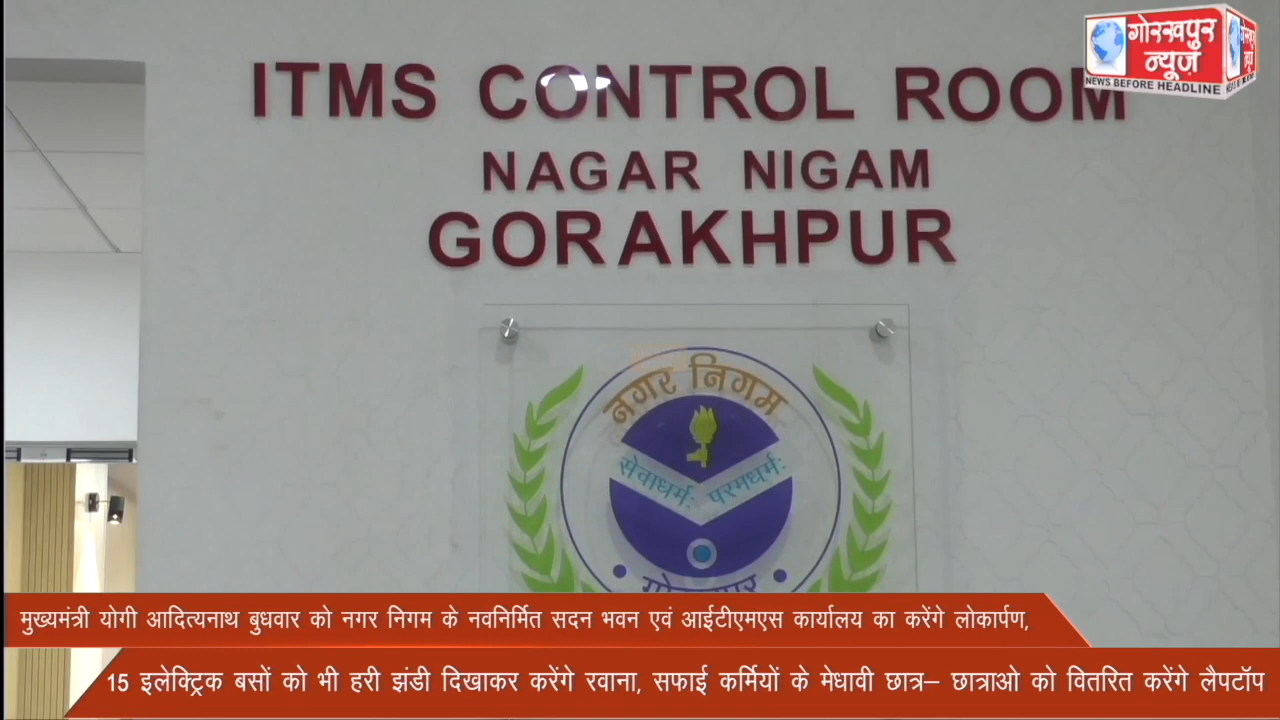 गोरखपुर
न्यूज़
NEWS BEFORE HEADLINE
ITMS CONTROL ROOM
NAGAR NIGAM
GORAKHPUR
नगर निगम
सेवाधर्मः परमधर्मः
गोरखपुर
मुख्यमंत्री योगी आदित्यनाथ बुधवार को नगर निगम के नवनिर्मित सदन भवन एवं आईटीएमएस कार्यालय का करेंगे लोकार्पण,
15 इलेक्ट्रिक बसों को भी हरी झंडी दिखाकर करेंगे रवाना, सफाई कर्मियों के मेधावी छात्र– छात्राओ को वितरित करेंगे लैपटॉप